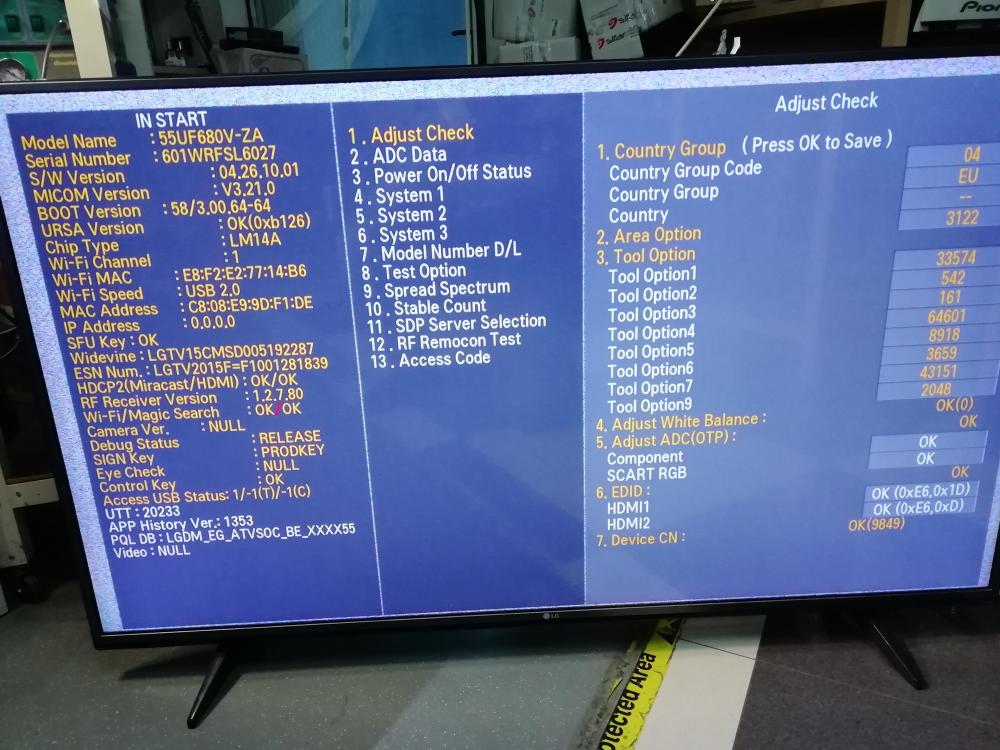 Pion
IN START
Model Name : 55UF680V-ZA
Serial Number : 601WRFSL6027
S/W Version : 04.26.10.01
MICOM Version : V3.21.0
BOOT Version : 58/3.00.64-64
URSA Version : OK(0xb126)
Chip Type : LM14A
Wi-Fi Channel : 1
Wi-Fi MAC : E8:F2:E2:77:14:B6
Wi-Fi Speed : USB 2.0
MAC Address : C8:08:E9:9D:F1:DE
IP Address : 0.0.0.0
SFU Key : OK
Widevine : LGTV15CMSD005192287
ESN Num. : LGTV2015F=F1001281839
HDCP2(Miracast/HDMI) : OK/OK
RF Receiver Version : 1.2.7.80
Wi-Fi/Magic Search : OK/OK
Camera Ver. : NULL
Debug Status : RELEASE
SIGN Key : PRODKEY
Eye Check : NULL
Control Key : OK
Access USB Status: 1/-1(T)/-1(C)
UTT : 20233
APP History Ver.: 1353
PQL DB : LGDM_EG_ATVSOC_BE_XXXX55
Video : NULL
1 . Adjust Check
2 . ADC Data
3 . Power On/Off Status
4 . System 1
5 . System 2
6 . System 3
7 . Model Number D/L
8 . Test Option
9 . Spread Spectrum
10 . Stable Count
11 . SDP Server Selection
12 . RF Remocon Test
13 . Access Code
Adjust Check
1. Country Group ( Press OK to Save )
Country Group Code 04
Country Group EU
Country --
2. Area Option 3122
3. Tool Option
Tool Option1 33574
Tool Option2 542
Tool Option3 161
Tool Option4 64601
Tool Option5 8918
Tool Option6 3659
Tool Option7 43151
Tool Option9 2048
4. Adjust White Balance : OK(0)
5. Adjust ADC(OTP) : OK
Component OK
SCART RGB OK
6. EDID : OK
HDMI1 OK (0xE6,0x1D)
HDMI2 OK (0xE6,0xD)
7. Device CN : OK(9849)
LG
otected Area